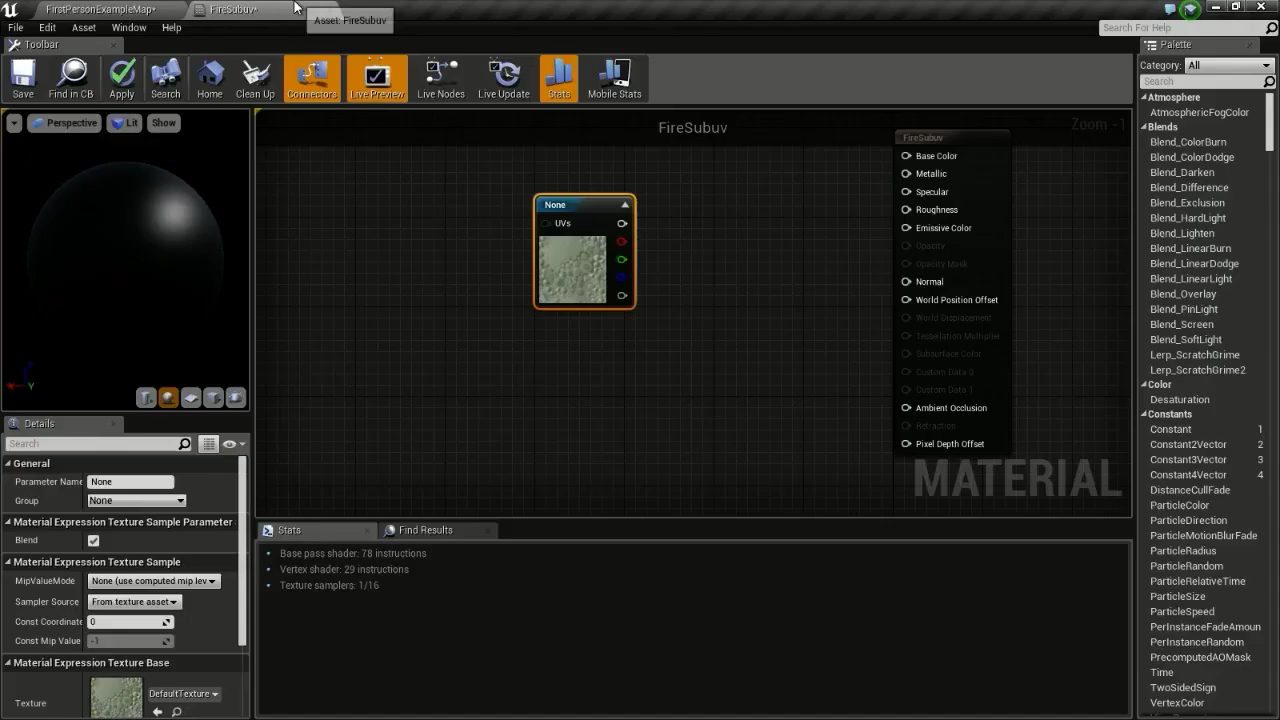 FirstPersonExampleMap*
FireSubuv*
Asset: FireSubuv
File Edit Asset Window Help
Search For Help
Toolbar
Palette
Save Find in CB Apply Search Home Clean Up Connectors Live Preview Live Nodes Live Update Stats Mobile Stats
Category: All
Search
Perspective Lit Show
FireSubuv
Zoom -1
FireSubuv
Base Color
Metallic
Specular
Roughness
Emissive Color
Opacity
Opacity Mask
Normal
World Position Offset
World Displacement
Tessellation Multiplier
Subsurface Color
Custom Data 0
Custom Data 1
Ambient Occlusion
Refraction
Pixel Depth Offset
MATERIAL
None
UVs
Y
Atmosphere
AtmosphericFogColor
Blends
Blend_ColorBurn
Blend_ColorDodge
Blend_Darken
Blend_Difference
Blend_Exclusion
Blend_HardLight
Blend_Lighten
Blend_LinearBurn
Blend_LinearDodge
Blend_LinearLight
Blend_Overlay
Blend_PinLight
Blend_Screen
Blend_SoftLight
Lerp_ScratchGrime
Lerp_ScratchGrime2
Color
Desaturation
Constants
Constant 1
Constant2Vector 2
Constant3Vector 3
Constant4Vector 4
DistanceCullFade
ParticleColor
ParticleDirection
ParticleMotionBlurFade
ParticleRadius
ParticleRandom
ParticleRelativeTime
ParticleSize
ParticleSpeed
PerInstanceFadeAmoun
PerInstanceRandom
PrecomputedAOMask
Time
TwoSidedSign
VertexColor
Details
Search
General
Parameter Name None
Group None
Material Expression Texture Sample Parameter
Blend
Material Expression Texture Sample
MipValueMode None (use computed mip lev
Sampler Source From texture asset
Const Coordinate 0
Const Mip Value -1
Material Expression Texture Base
Texture DefaultTexture
Stats Find Results
Base pass shader: 78 instructions
Vertex shader: 29 instructions
Texture samplers: 1/16